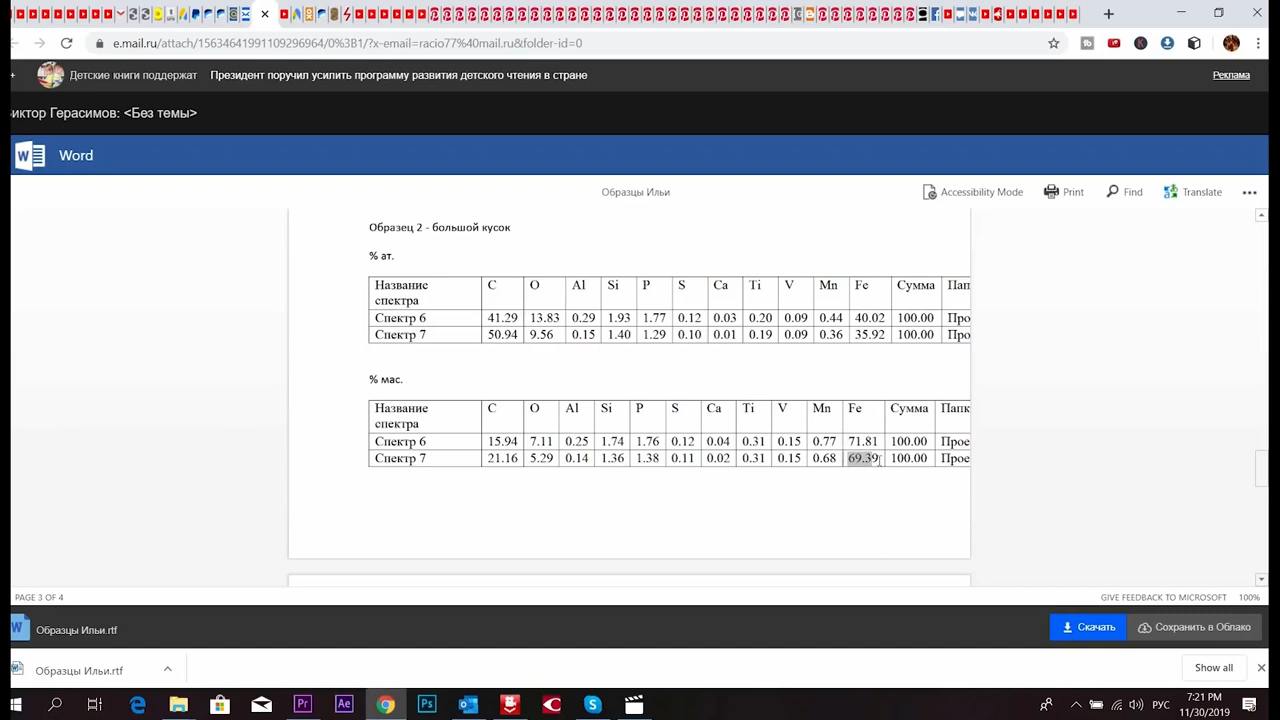 e.mail.ru/attach/15634641991109296964/0%3B1/?x-email=racio77%40mail.ru&folder-id=0
Детские книги поддержат Президент поручил усилить программу развития детского чтения в стране Реклама
иктор Герасимов: <Без темы>
Word
Образцы Ильи Accessibility Mode Print Find Translate
Образец 2 - большой кусок
% ат.
Название спектра C O Al Si P S Ca Ti V Mn Fe Сумма Пап
Спектр 6 41.29 13.83 0.29 1.93 1.77 0.12 0.03 0.20 0.09 0.44 40.02 100.00 Про
Спектр 7 50.94 9.56 0.15 1.40 1.29 0.10 0.01 0.19 0.09 0.36 35.92 100.00 Про
% мас.
Название спектра C O Al Si P S Ca Ti V Mn Fe Сумма Папк
Спектр 6 15.94 7.11 0.25 1.74 1.76 0.12 0.04 0.31 0.15 0.77 71.81 100.00 Прое
Спектр 7 21.16 5.29 0.14 1.36 1.38 0.11 0.02 0.31 0.15 0.68 69.39 100.00 Прое
PAGE 3 OF 4 GIVE FEEDBACK TO MICROSOFT 100%
Образцы Ильи.rtf Скачать Сохранить в Облако
Образцы Ильи.rtf Show all
Pr Ae Ps
7:21 PM
РУС
11/30/2019